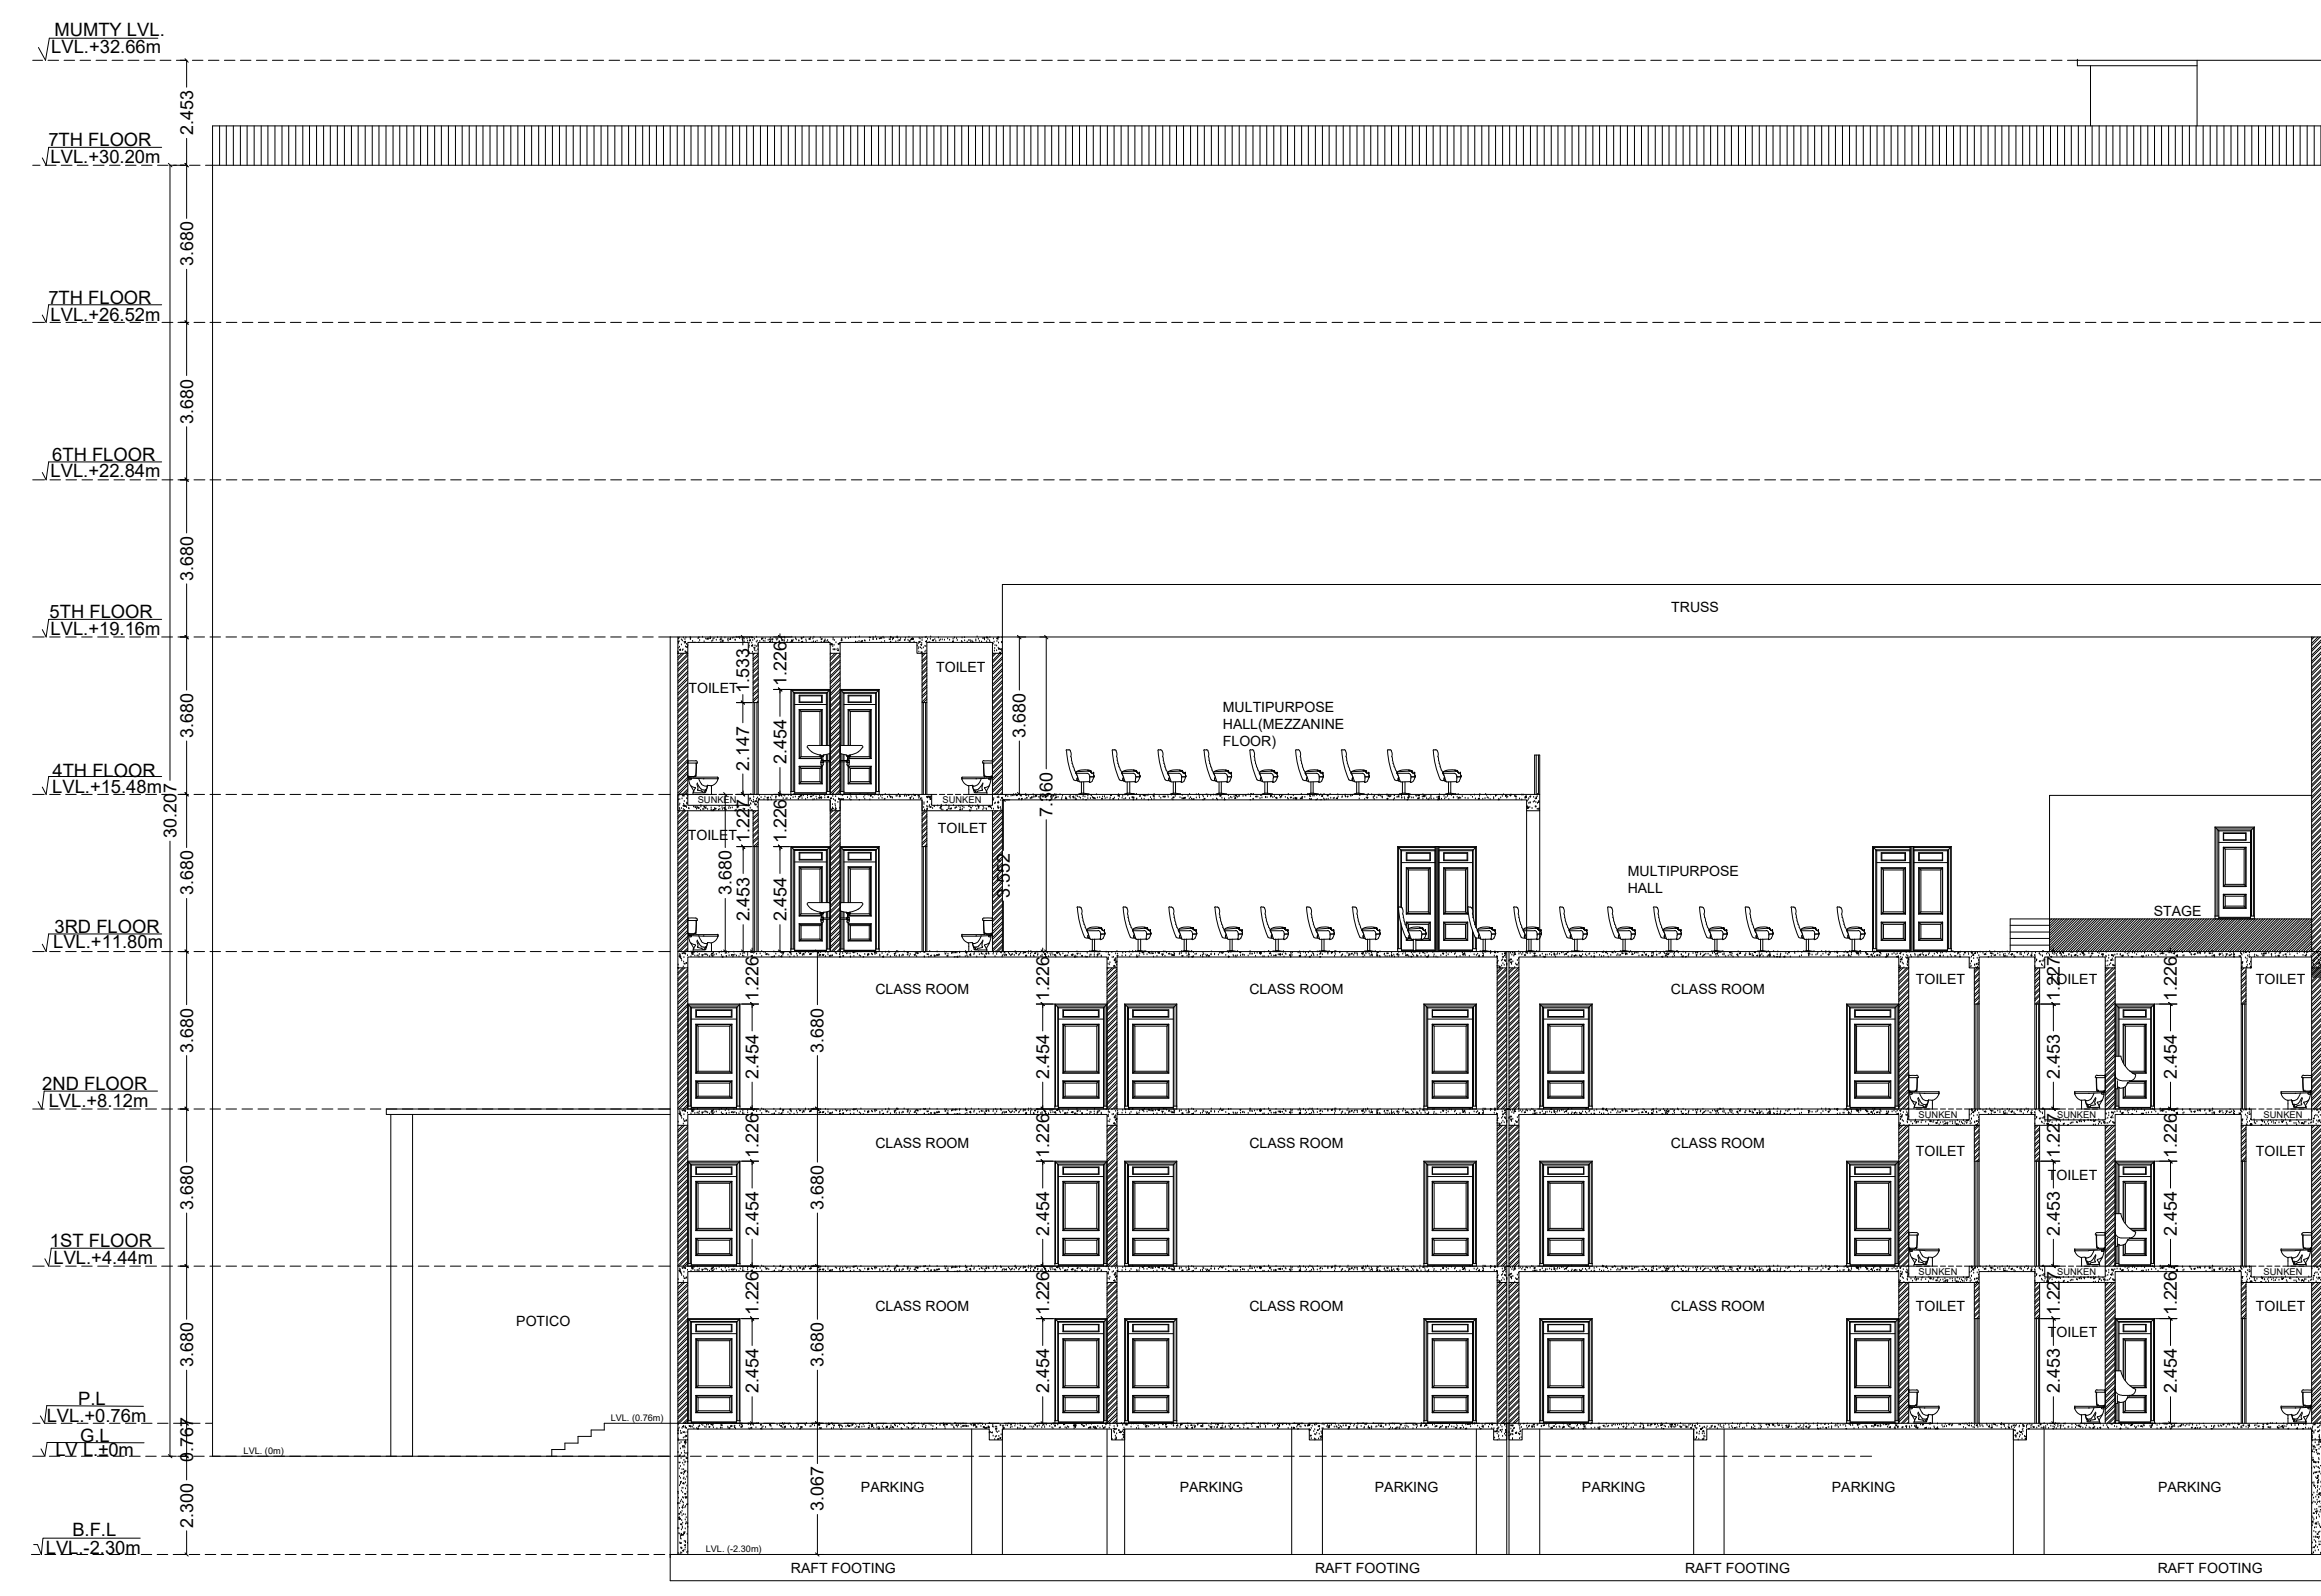 MUMTY LVL.
LVL.+32.66m
2.453
7TH FLOOR
LVL.+30.20m
3.680
7TH FLOOR
LVL.+26.52m
3.680
6TH FLOOR
LVL.+22.84m
3.680
5TH FLOOR
LVL.+19.16m
TRUSS
3.680
TOILET
1.533
1.226
TOILET
2.147
2.454
3.680
MULTIPURPOSE
HALL(MEZZANINE
FLOOR)
4TH FLOOR
LVL.+15.48m
30.207
7.360
SUNKEN
SUNKEN
3.680
TOILET
1.227
1.226
TOILET
3.680
2.453
2.454
3.552
MULTIPURPOSE
HALL
STAGE
3RD FLOOR
LVL.+11.80m
3.680
1.226
CLASS ROOM
1.226
CLASS ROOM
CLASS ROOM
TOILET
1.227
TOILET
1.226
TOILET
2.454
3.680
2.454
2.453
2.454
2ND FLOOR
LVL.+8.12m
SUNKEN
SUNKEN
SUNKEN
3.680
1.226
CLASS ROOM
1.226
CLASS ROOM
CLASS ROOM
TOILET
1.227
TOILET
1.226
TOILET
2.454
3.680
2.454
2.453
2.454
1ST FLOOR
LVL.+4.44m
SUNKEN
SUNKEN
SUNKEN
3.680
POTICO
1.226
CLASS ROOM
1.226
CLASS ROOM
CLASS ROOM
TOILET
1.227
TOILET
1.226
TOILET
2.454
3.680
2.454
2.453
2.454
P.L
LVL.+0.76m
LVL. (0.76m)
0.767
G.L
LV L.±0m
LVL. (0m)
2.300
3.067
PARKING
PARKING
PARKING
PARKING
PARKING
PARKING
B.F.L
LVL.-2.30m
LVL. (-2.30m)
RAFT FOOTING
RAFT FOOTING
RAFT FOOTING
RAFT FOOTING